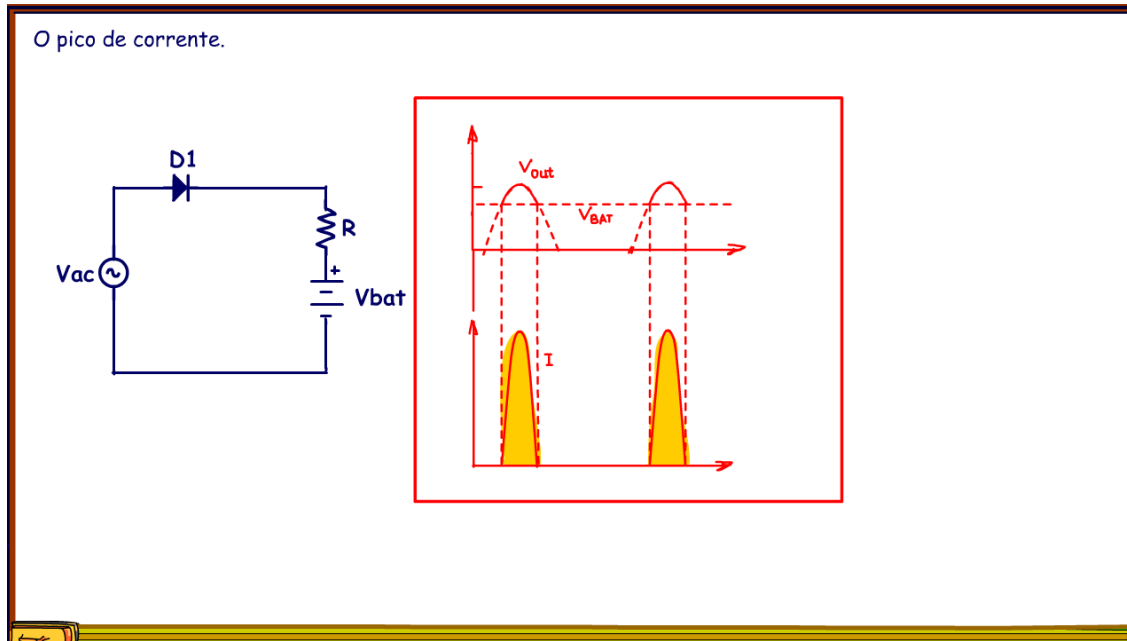 O pico de corrente.
D1
R
Vac
+
Vbat
Vout
VBAT
I